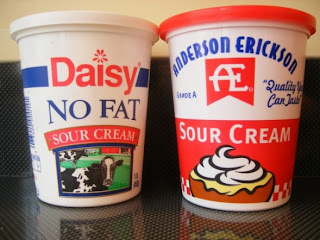 Daisy
NO FAT
SOUR CREAM
ANDERSON ERICKSON
AE
GRADE A
"Quality You
Can Taste"
SOUR CREAM